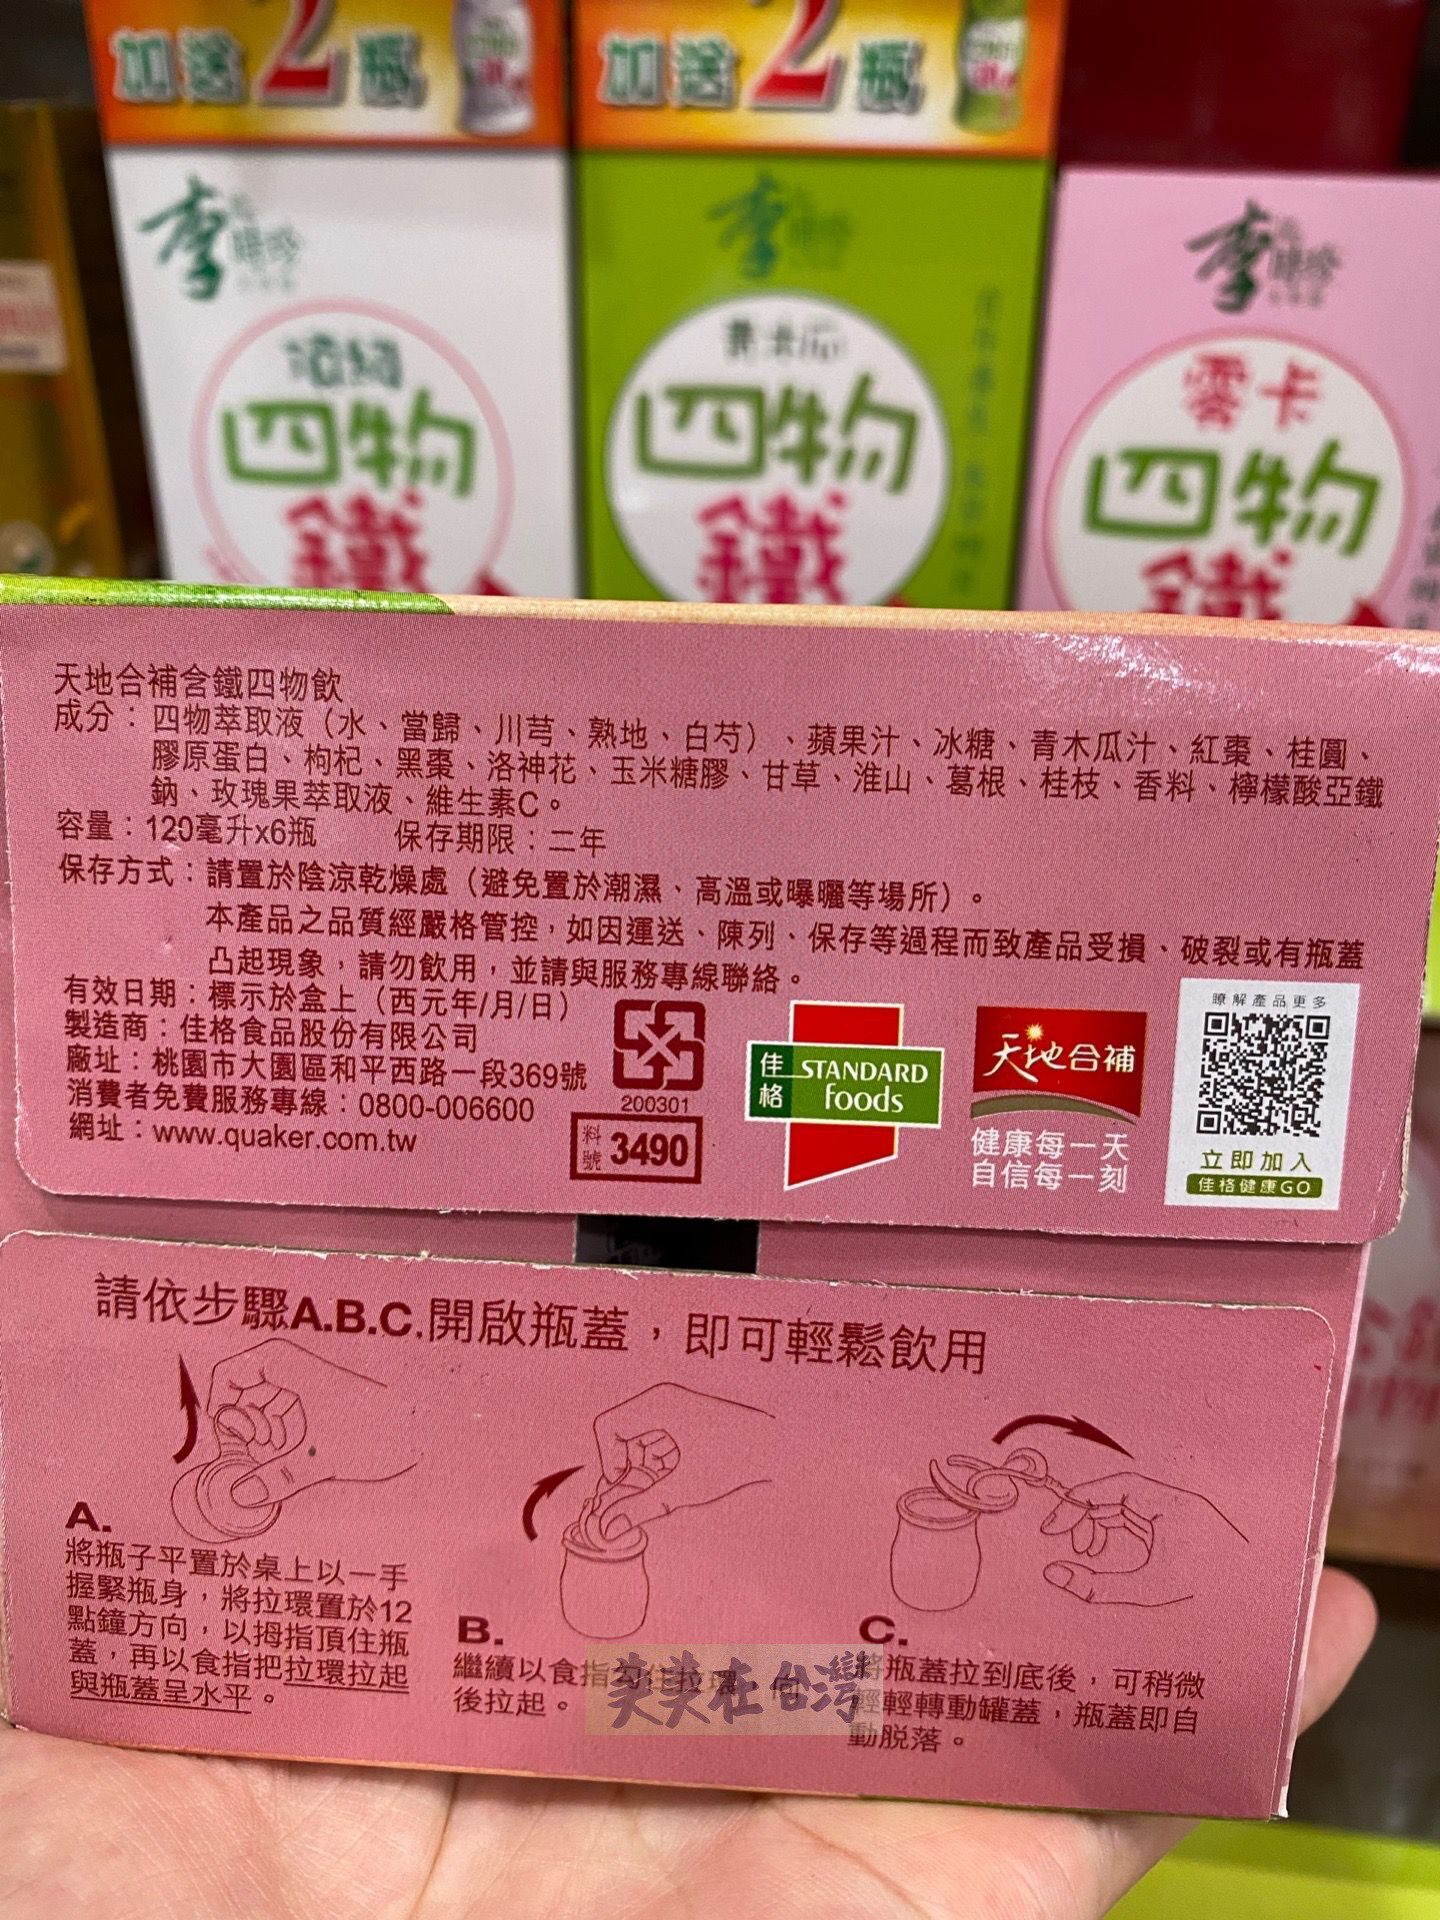 加送2瓶
加送2瓶
李時珍
四物
鐵
李時珍
青木瓜
四物
鐵
李時珍
零卡
四物
鐵
天地合補含鐵四物飲
成分：四物萃取液（水、當歸、川芎、熟地、白芍）、蘋果汁、冰糖、青木瓜汁、紅棗、桂圓、
膠原蛋白、枸杞、黑棗、洛神花、玉米糖膠、甘草、淮山、葛根、桂枝、香料、檸檬酸亞鐵
鈉、玫瑰果萃取液、維生素C。
容量：120毫升x6瓶 保存期限：二年
保存方式：請置於陰涼乾燥處（避免置於潮濕、高溫或曝曬等場所）。
本產品之品質經嚴格管控，如因運送、陳列、保存等過程而致產品受損、破裂或有瓶蓋
凸起現象，請勿飲用，並請與服務專線聯絡。
有效日期：標示於盒上（西元年/月/日）
製造商：佳格食品股份有限公司
廠址：桃園市大園區和平西路一段369號
消費者免費服務專線：0800-006600
網址：www.quaker.com.tw
200301
料號 3490
佳格 STANDARD foods
天地合補
健康每一天
自信每一刻
瞭解產品更多
立即加入
佳格健康GO
請依步驟A.B.C.開啟瓶蓋，即可輕鬆飲用
A.
將瓶子平置於桌上以一手
握緊瓶身，將拉環置於12
點鐘方向，以拇指頂住瓶
蓋，再以食指把拉環拉起
與瓶蓋呈水平。
B.
繼續以食指勾住拉環，向
後拉起。
C.
將瓶蓋拉到底後，可稍微
輕輕轉動罐蓋，瓶蓋即自
動脫落。
芙芙在台灣